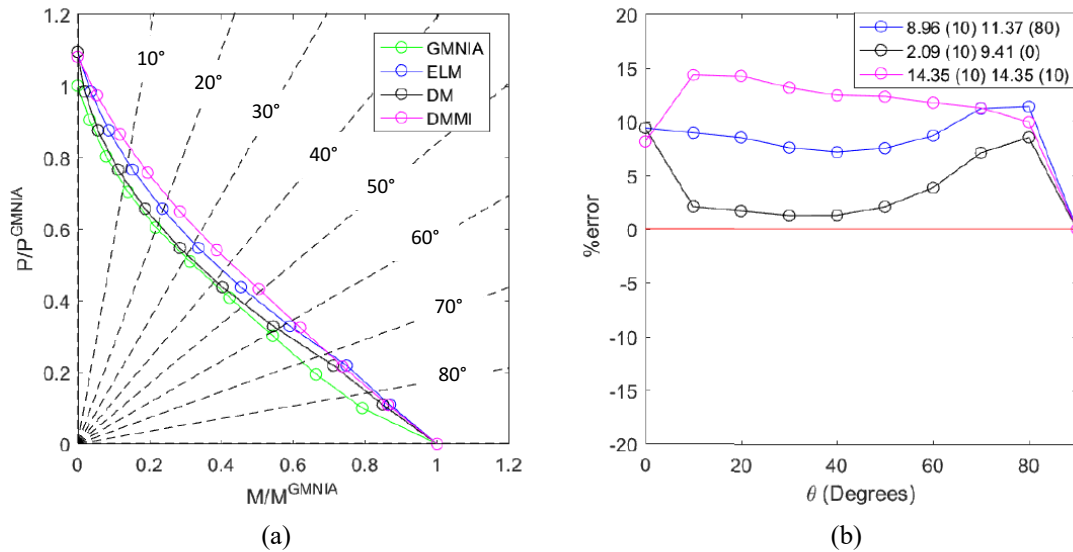 1.2
1
0.8
0.6
0.4
0.2
0
P/P^GMNIA
10°
20°
30°
40°
50°
60°
70°
80°
GMNIA
ELM
DM
DMMI
0 0.2 0.4 0.6 0.8 1 1.2
M/M^GMNIA
(a)
20
15
10
5
0
-5
-10
-15
-20
%error
8.96 (10) 11.37 (80)
2.09 (10) 9.41 (0)
14.35 (10) 14.35 (10)
0 20 40 60 80
θ (Degrees)
(b)